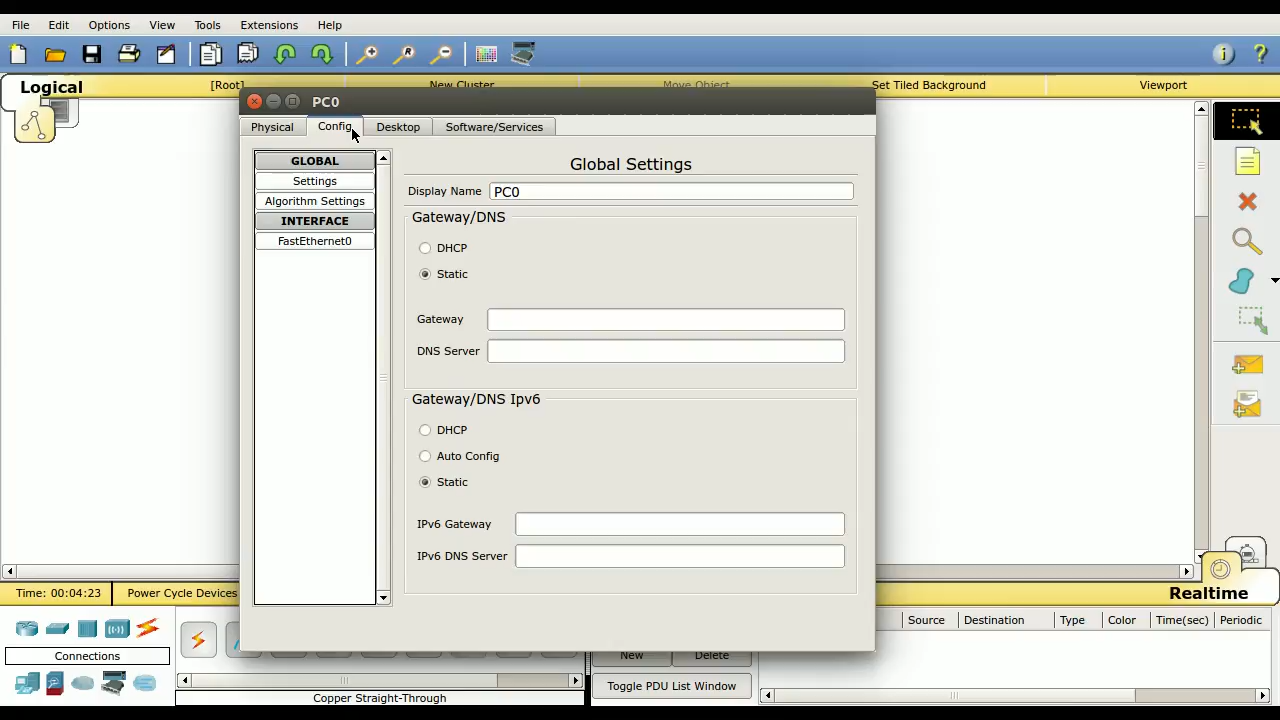 File Edit Options View Tools Extensions Help
Logical [Root] New Cluster Move Object Set Tiled Background Viewport
PC0
Physical Config Desktop Software/Services
GLOBAL
Settings
Algorithm Settings
INTERFACE
FastEthernet0
Global Settings
Display Name PC0
Gateway/DNS
DHCP
Static
Gateway
DNS Server
Gateway/DNS Ipv6
DHCP
Auto Config
Static
IPv6 Gateway
IPv6 DNS Server
Time: 00:04:23 Power Cycle Devices Realtime
Source Destination Type Color Time(sec) Periodic
Connections
New Delete
Toggle PDU List Window
Copper Straight-Through